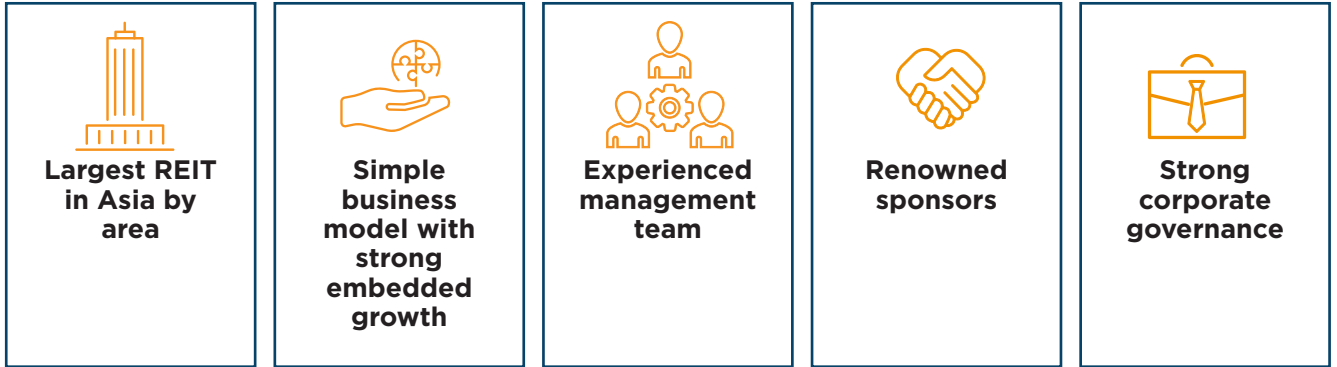 Largest REIT
in Asia by
area
Simple
business
model with
strong
embedded
growth
Experienced
management
team
Renowned
sponsors
Strong
corporate
governance